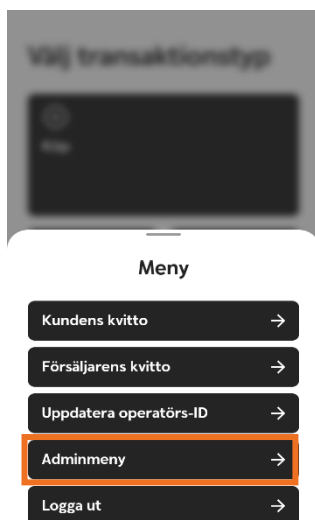 Välj transaktionstyp
Köp
Meny
Kundens kvitto
Försäljarens kvitto
Uppdatera operatörs-ID
Adminmeny
Logga ut